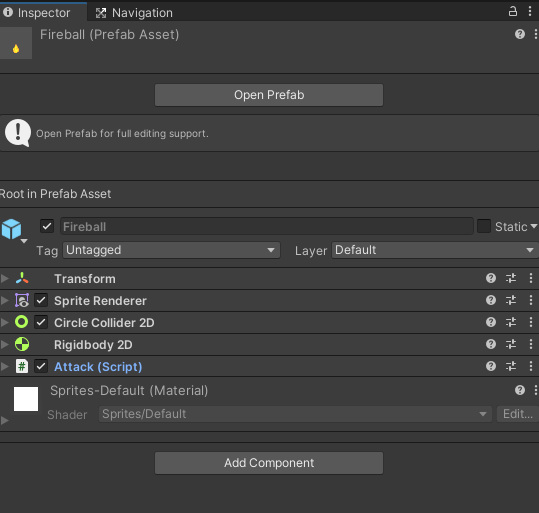 Inspector Navigation
Fireball (Prefab Asset)
Open Prefab
Open Prefab for full editing support.
Root in Prefab Asset
Fireball Static
Tag Untagged Layer Default
Transform
Sprite Renderer
Circle Collider 2D
Rigidbody 2D
# Attack (Script)
Sprites-Default (Material)
Shader Sprites/Default Edit...
Add Component